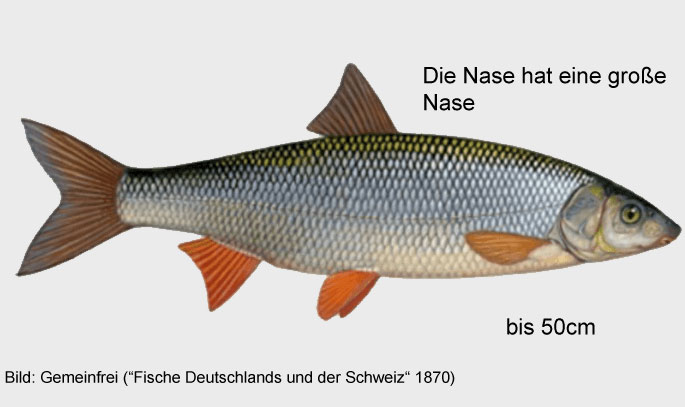 Die Nase hat eine große
Nase
bis 50cm
Bild: Gemeinfrei (“Fische Deutschlands und der Schweiz“ 1870)